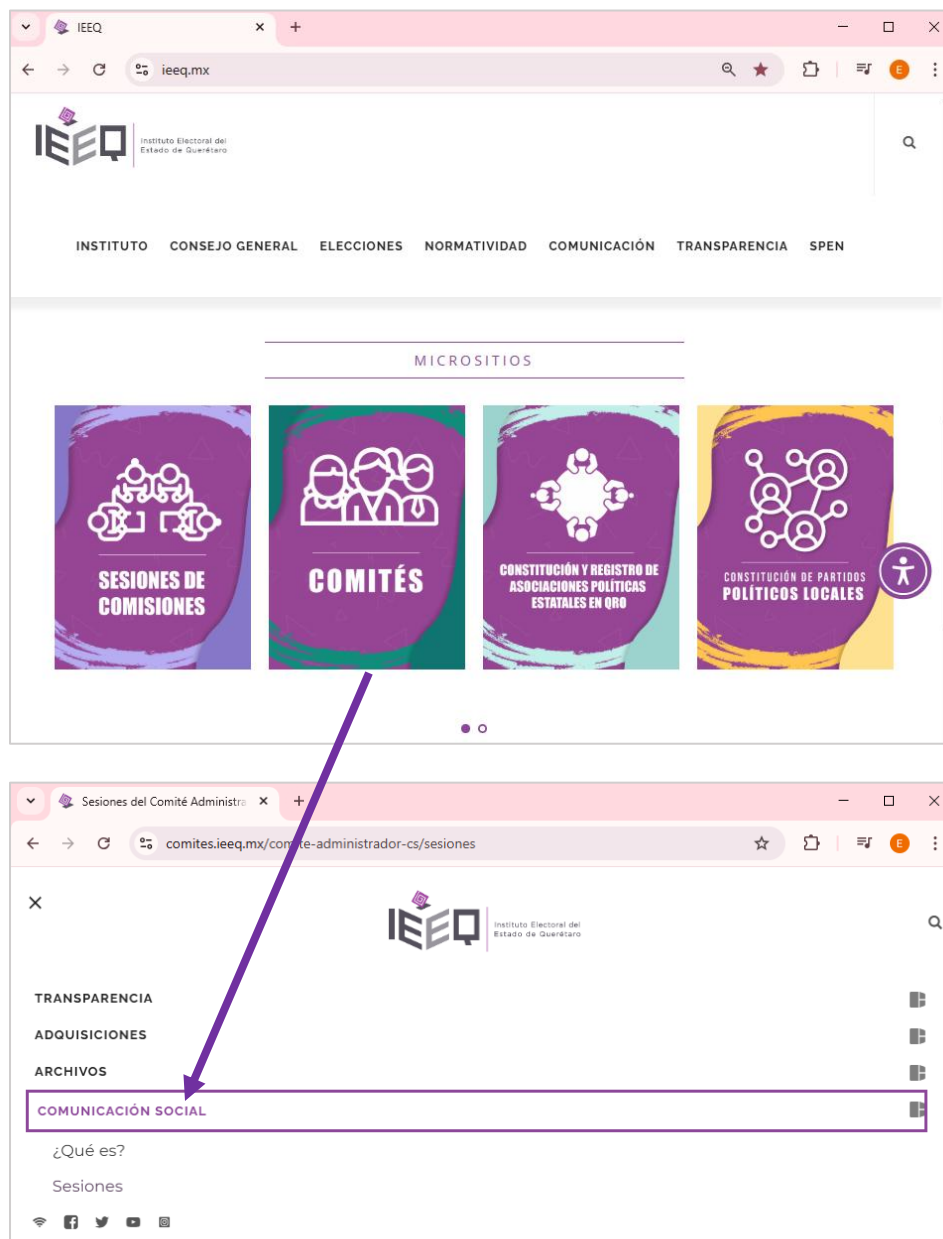 IEEQ
ieeq.mx
E
IEEQ
Instituto Electoral del
Estado de Querétaro
INSTITUTO CONSEJO GENERAL ELECCIONES NORMATIVIDAD COMUNICACIÓN TRANSPARENCIA SPEN
MICROSITIOS
SESIONES DE
COMISIONES
COMITÉS
CONSTITUCIÓN Y REGISTRO DE
ASOCIACIONES POLÍTICAS
ESTATALES EN QRO
CONSTITUCIÓN DE PARTIDOS
POLÍTICOS LOCALES
Sesiones del Comité Administra
comites.ieeq.mx/comite-administrador-cs/sesiones
E
IEEQ
Instituto Electoral del
Estado de Querétaro
TRANSPARENCIA
ADQUISICIONES
ARCHIVOS
COMUNICACIÓN SOCIAL
¿Qué es?
Sesiones